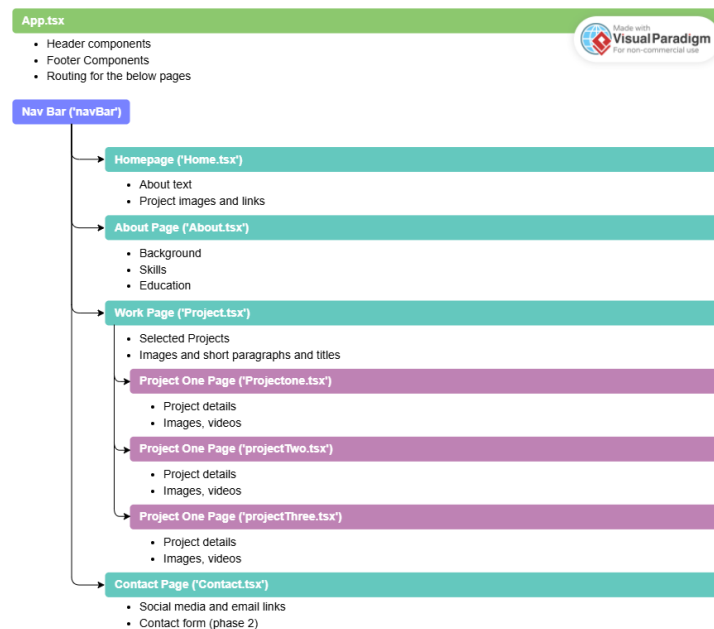 App.tsx
Made with
Visual Paradigm
For non-commercial use
• Header components
• Footer Components
• Routing for the below pages
Nav Bar ('navBar')
Homepage ('Home.tsx')
• About text
• Project images and links
About Page ('About.tsx')
• Background
• Skills
• Education
Work Page ('Project.tsx')
• Selected Projects
• Images and short paragraphs and titles
Project One Page ('Projectone.tsx')
• Project details
• Images, videos
Project One Page ('projectTwo.tsx')
• Project details
• Images, videos
Project One Page ('projectThree.tsx')
• Project details
• Images, videos
Contact Page ('Contact.tsx')
• Social media and email links
• Contact form (phase 2)